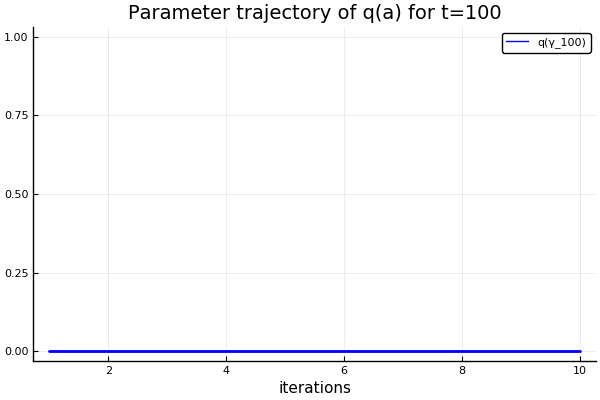 Parameter trajectory of q(a) for t=100
1.00
q(γ_100)
0.75
0.50
0.25
0.00
2 4 6 8 10
iterations